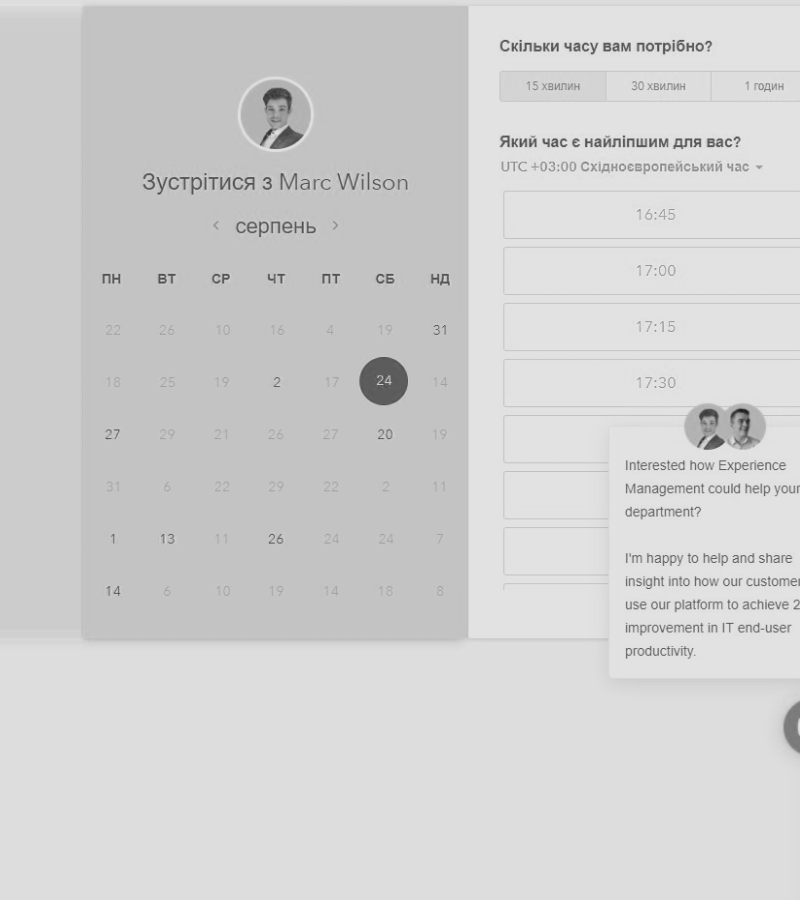 Зустрітися з Marc Wilson
серпень
ПН ВТ СР ЧТ ПТ СБ НД
22 26 10 16 4 19 31
18 25 19 2 17 24 14
27 29 21 26 27 20 19
31 6 22 29 22 2 11
1 13 11 26 24 24 7
14 6 10 19 14 18 8
Скільки часу вам потрібно?
15 хвилин 30 хвилин 1 годин
Який час є найліпшим для вас?
UTC +03:00 Східноєвропейський час
16:45
17:00
17:15
17:30
Interested how Experience
Management could help your
department?
I'm happy to help and share
insight into how our customer
use our platform to achieve 2
improvement in IT end-user
productivity.